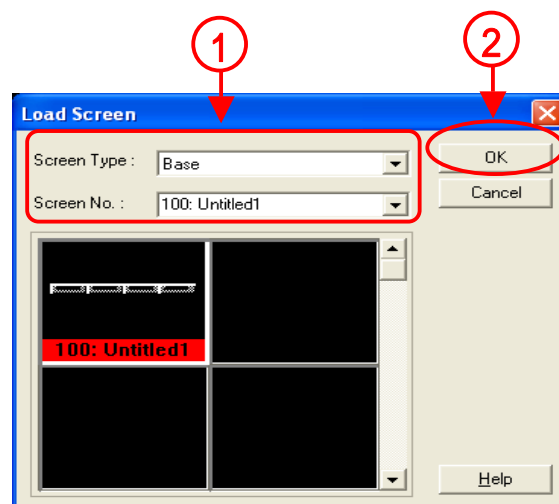 1
2
Load Screen
Screen Type :
Base
OK
Screen No. :
100: Untitled1
Cancel
100: Untitled1
Help